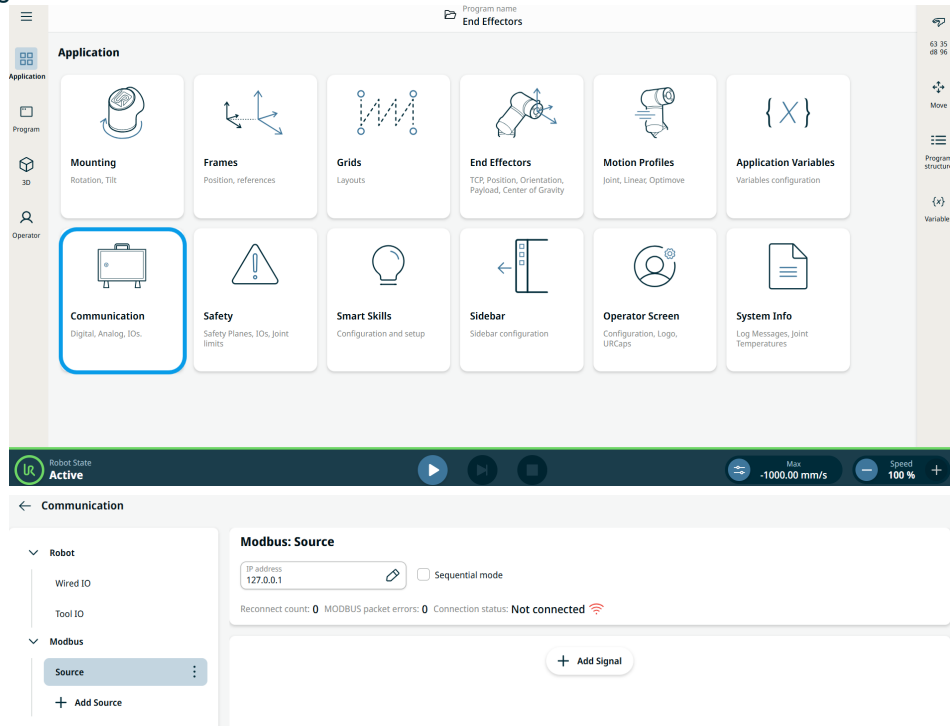 Program name
End Effectors
Application
63 35
d8 96
Application
Mounting
Rotation, Tilt
Frames
Position, references
Grids
Layouts
End Effectors
TCP, Position, Orientation,
Payload, Center of Gravity
Motion Profiles
Joint, Linear, Optimove
Application Variables
Variables configuration
Move
Program
3D
Operator
Program
structure
{x}
Variable
Communication
Digital, Analog, IOs.
Safety
Safety Planes, IOs, Joint
limits
Smart Skills
Configuration and setup
Sidebar
Sidebar configuration
Operator Screen
Configuration, Logo,
URCaps
System Info
Log Messages, Joint
Temperatures
UR
Robot State
Active
Max
-1000.00 mm/s
Speed
100 %
Communication
Robot
Wired IO
Tool IO
Modbus
Source
Add Source
Modbus: Source
IP address
127.0.0.1
Sequential mode
Reconnect count: 0 MODBUS packet errors: 0 Connection status: Not connected
Add Signal